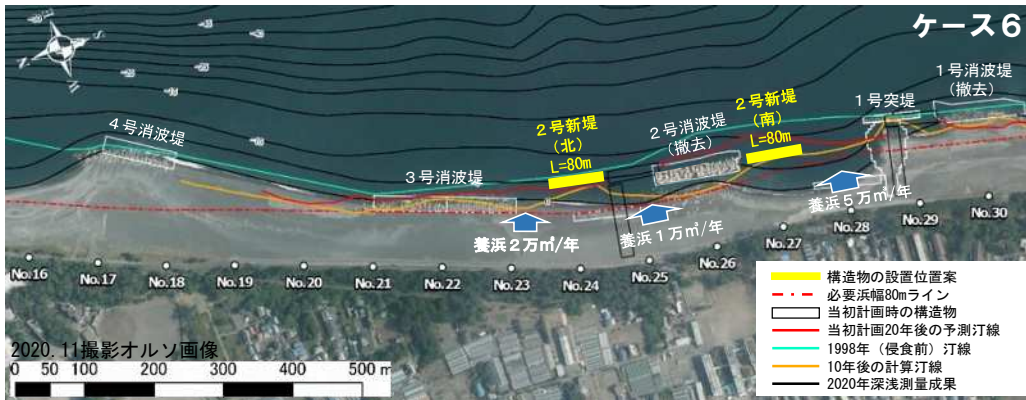 ケース6
1号消波堤
(撤去)
1号突堤
2号新堤
(南)
L=80m
2号消波堤
(撤去)
2号新堤
(北)
L=80m
4号消波堤
3号消波堤
養浜2万㎥/年
養浜1万㎥/年
養浜5万㎥/年
No.16
No.17
No.18
No.19
No.20
No.21
No.22
No.23
No.24
No.25
No.26
No.27
No.28
No.29
No.30
2020.11撮影オルソ画像
0 50 100 200 300 400 500 m
構造物の設置位置案
必要浜幅80mライン
当初計画時の構造物
当初計画20年後の予測汀線
1998年(侵食前)汀線
10年後の計算汀線
2020年深浅測量成果